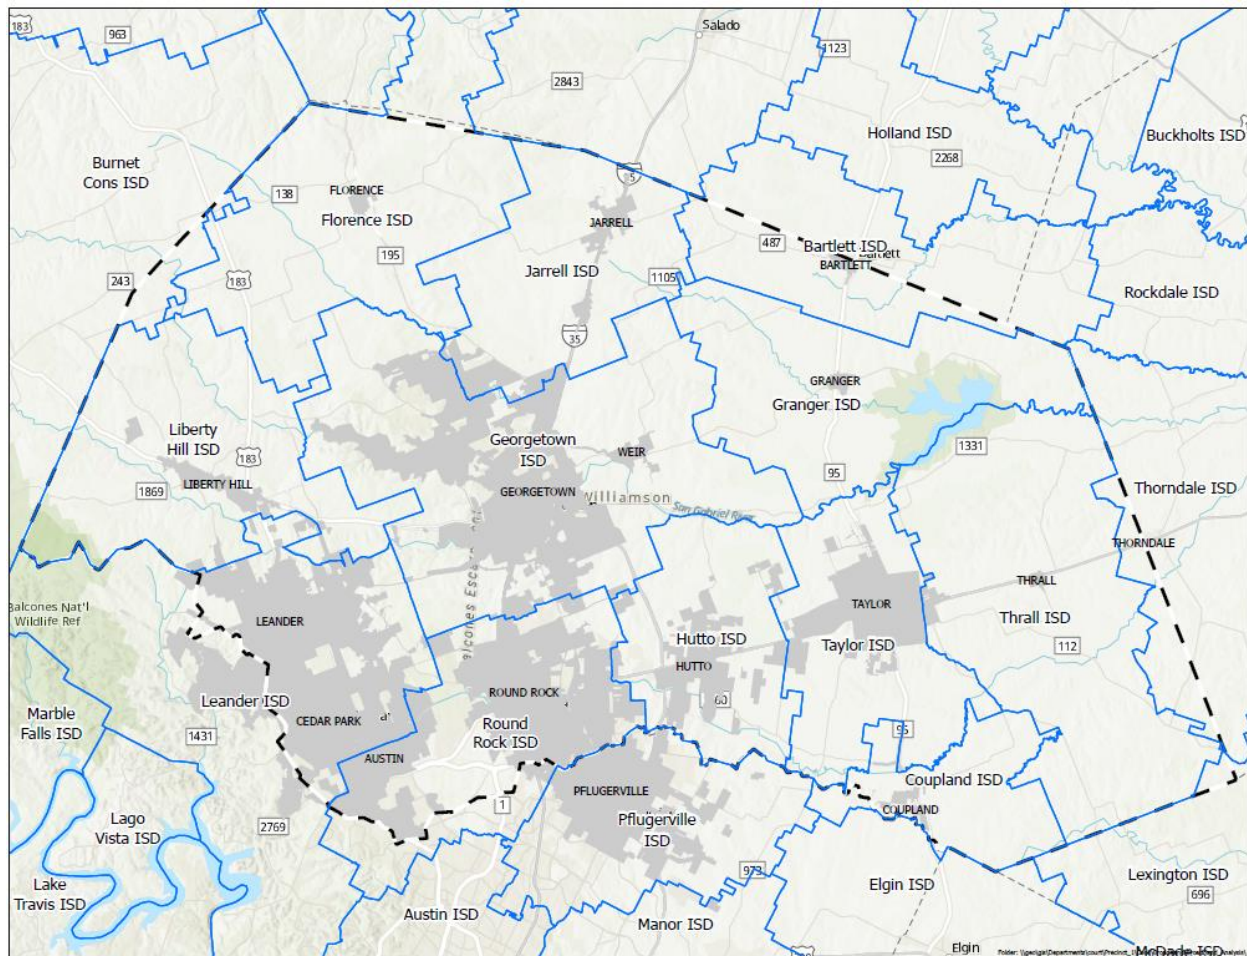 183
963
Salado
1123
2843
Holland ISD
2268
Buckholts ISD
Burnet
Cons ISD
138
FLORENCE
Florence ISD
JARRELL
487
Bartlett ISD
Bartlett
BARTLETT
195
243
183
Jarrell ISD
1105
Rockdale ISD
35
GRANGER
Granger ISD
Liberty
Hill ISD
183
Georgetown
ISD
WEIR
1331
95
1869
LIBERTY HILL
GEORGETOWN
Williamson
San Gabriel River
Thorndale ISD
THORNDALE
THRALL
TAYLOR
Balcones Nat'l
Wildlife Ref
LEANDER
Hutto ISD
Taylor ISD
Thrall ISD
112
HUTTO
Leander ISD
ROUND ROCK
60
CEDAR PARK
Marble
Falls ISD
1431
Round
Rock ISD
95
AUSTIN
Coupland ISD
PFLUGERVILLE
1
COUPLAND
Pflugerville
ISD
Lago
Vista ISD
2769
973
Lake
Travis ISD
Elgin ISD
Lexington ISD
696
Austin ISD
Manor ISD
Elgin
McDade ISD